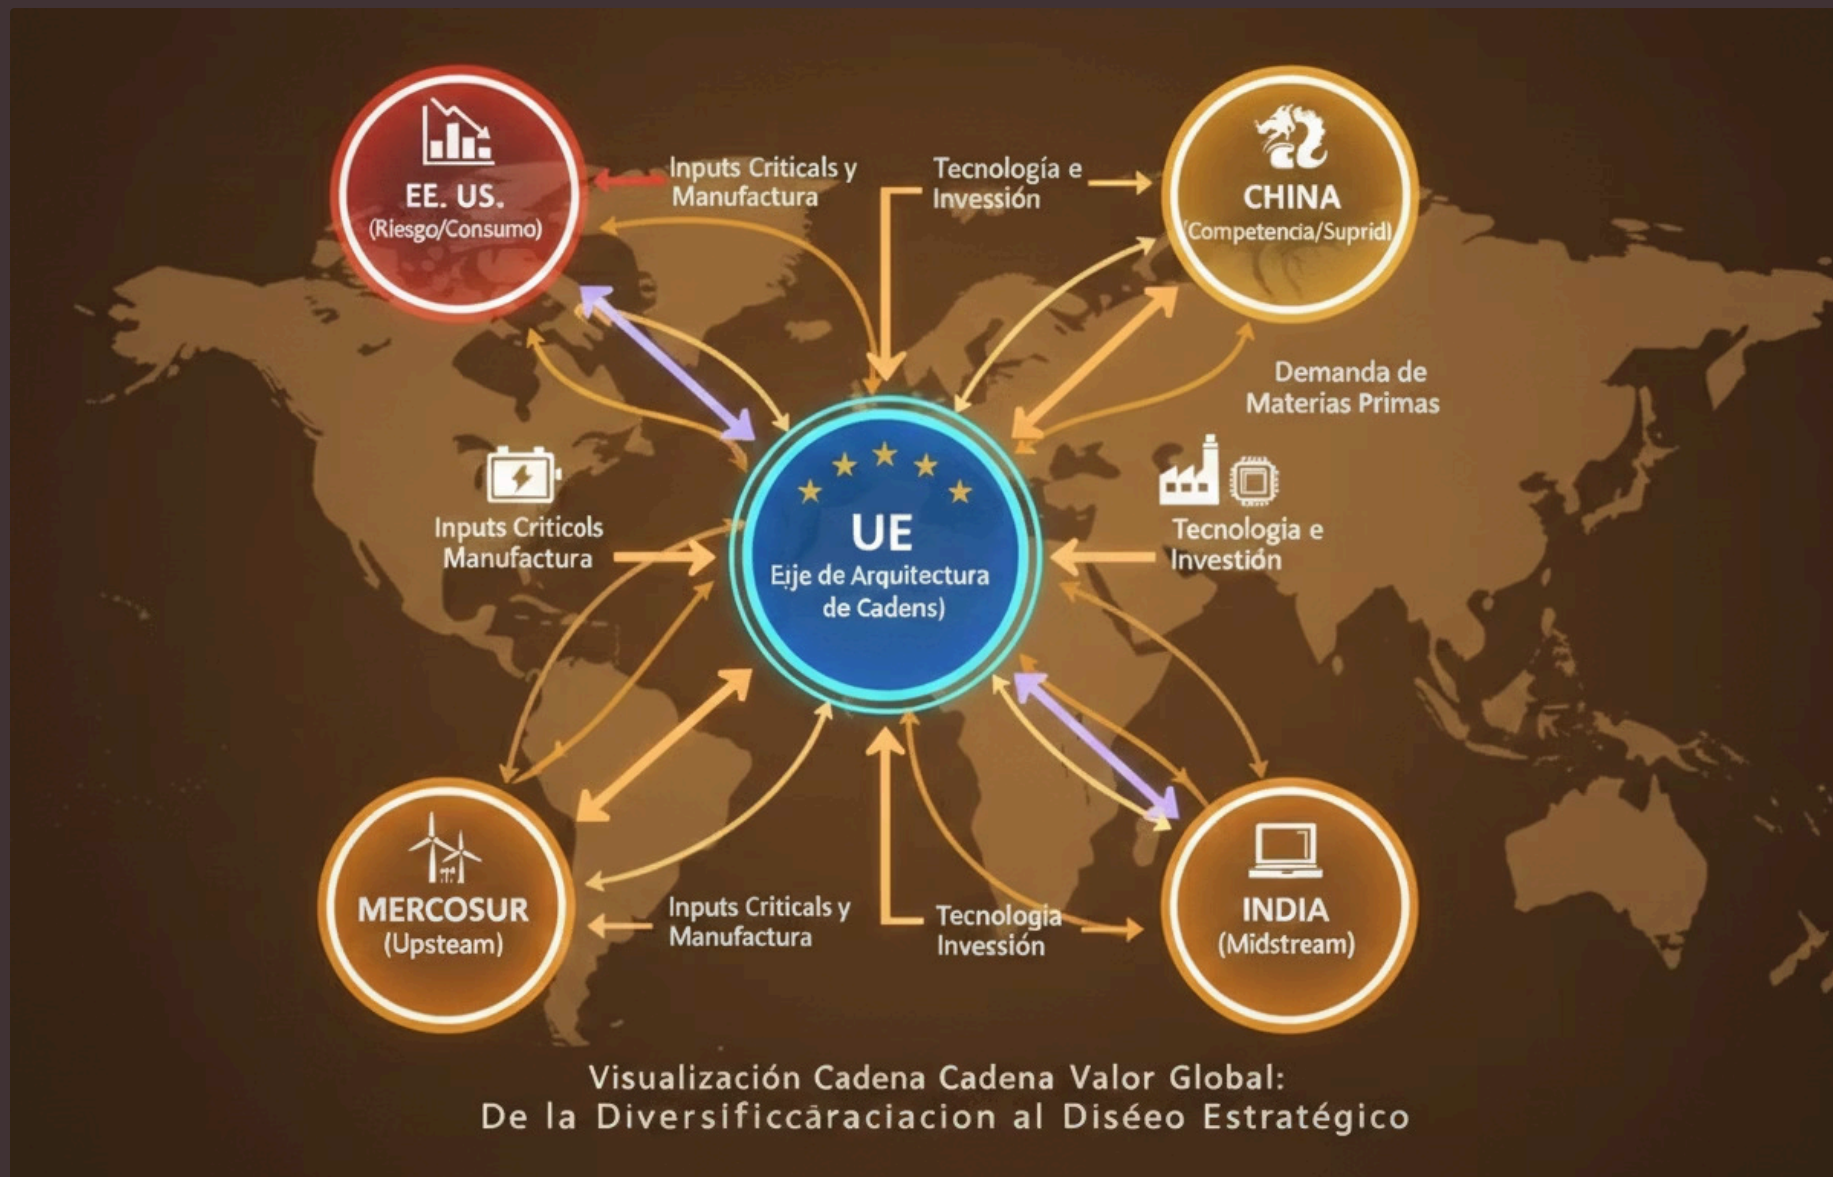 EE. US.
(Riesgo/Consumo)
Inputs Criticals y
Manufactura
Tecnología e
Invessión
CHINA
(Competencia/Suprid)
Demanda de
Materias Primas
Inputs Criticols
Manufactura
UE
Eije de Arquitectura
de Cadens)
Tecnologia e
Investión
MERCOSUR
(Upsteam)
Inputs Criticals y
Manufactura
Tecnologia
Invessión
INDIA
(Midstream)
Visualización Cadena Cadena Valor Global:
De la Diversificcāraciacion al Diséeo Estratégico